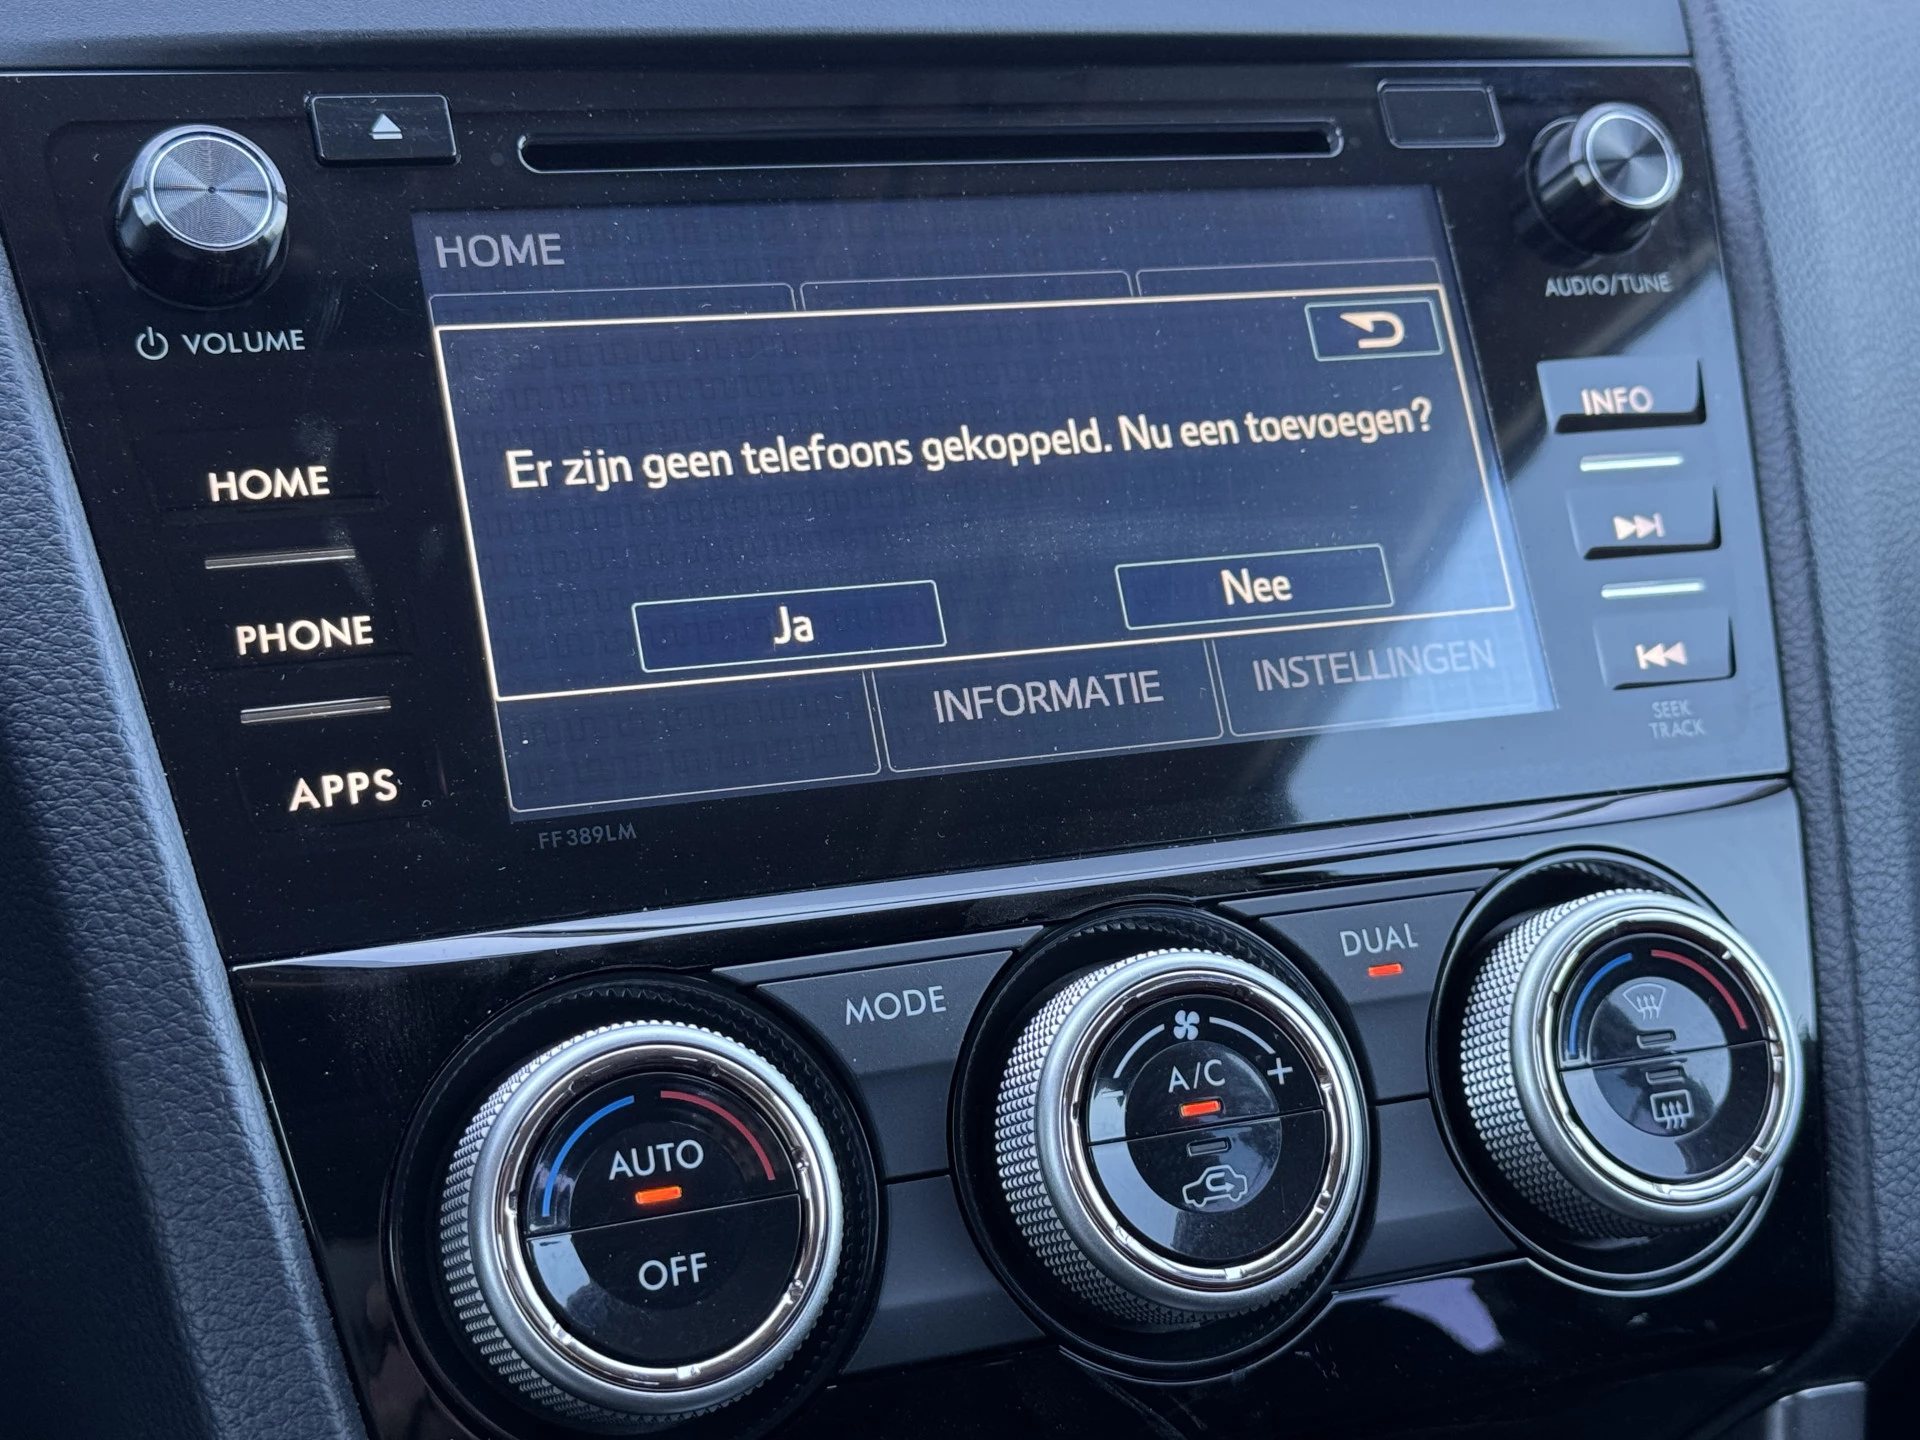 VOLUME
AUDIO/TUNE
HOME
Er zijn geen telefoons gekoppeld. Nu een toevoegen?
Ja
Nee
INFORMATIE
INSTELLINGEN
HOME
PHONE
APPS
INFO
SEEK
TRACK
FF389LM
MODE
DUAL
AUTO
OFF
A/C
+